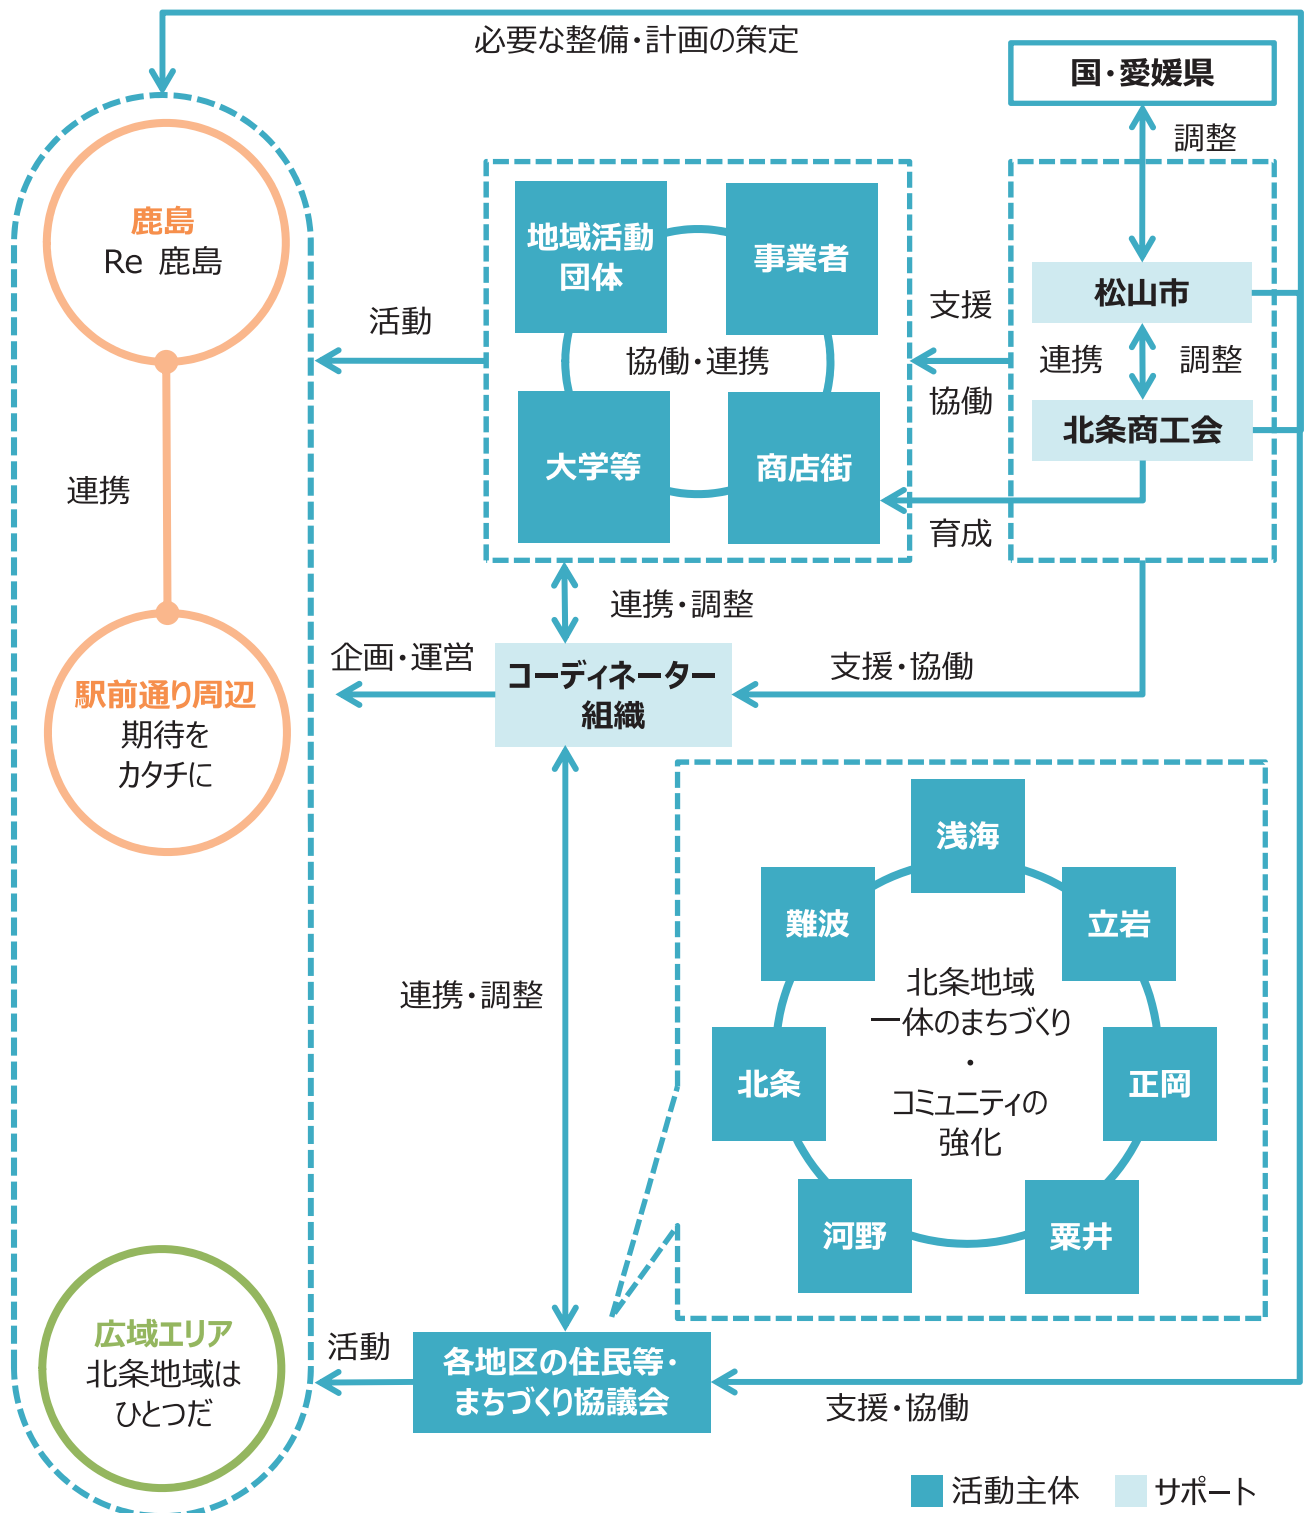 必要な整備・計画の策定
国・愛媛県
調整
鹿島
Re 鹿島
連携
駅前通り周辺
期待を
カタチに
広域エリア
北条地域は
ひとつだ
活動
地域活動
団体
事業者
協働・連携
大学等
商店街
支援
協働
育成
松山市
連携
調整
北条商工会
連携・調整
企画・運営
コーディネーター
組織
支援・協働
連携・調整
浅海
難波
立岩
北条地域
一体のまちづくり
・
コミュニティの
強化
北条
正岡
河野
粟井
活動
各地区の住民等・
まちづくり協議会
支援・協働
活動主体
サポート